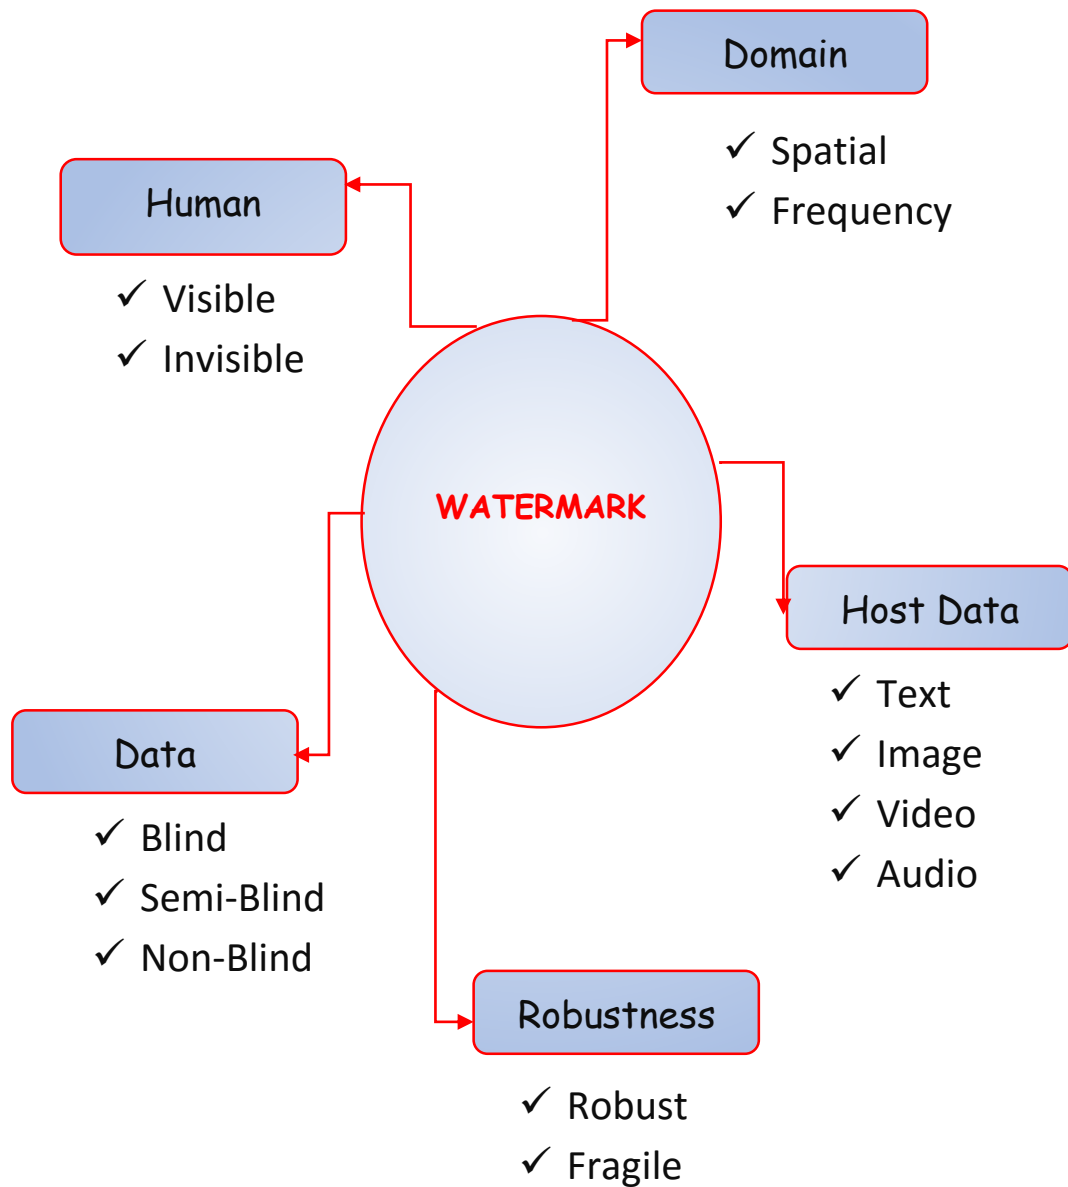 Domain
Spatial
Frequency
Human
Visible
Invisible
WATERMARK
Host Data
Text
Image
Video
Audio
Data
Blind
Semi-Blind
Non-Blind
Robustness
Robust
Fragile